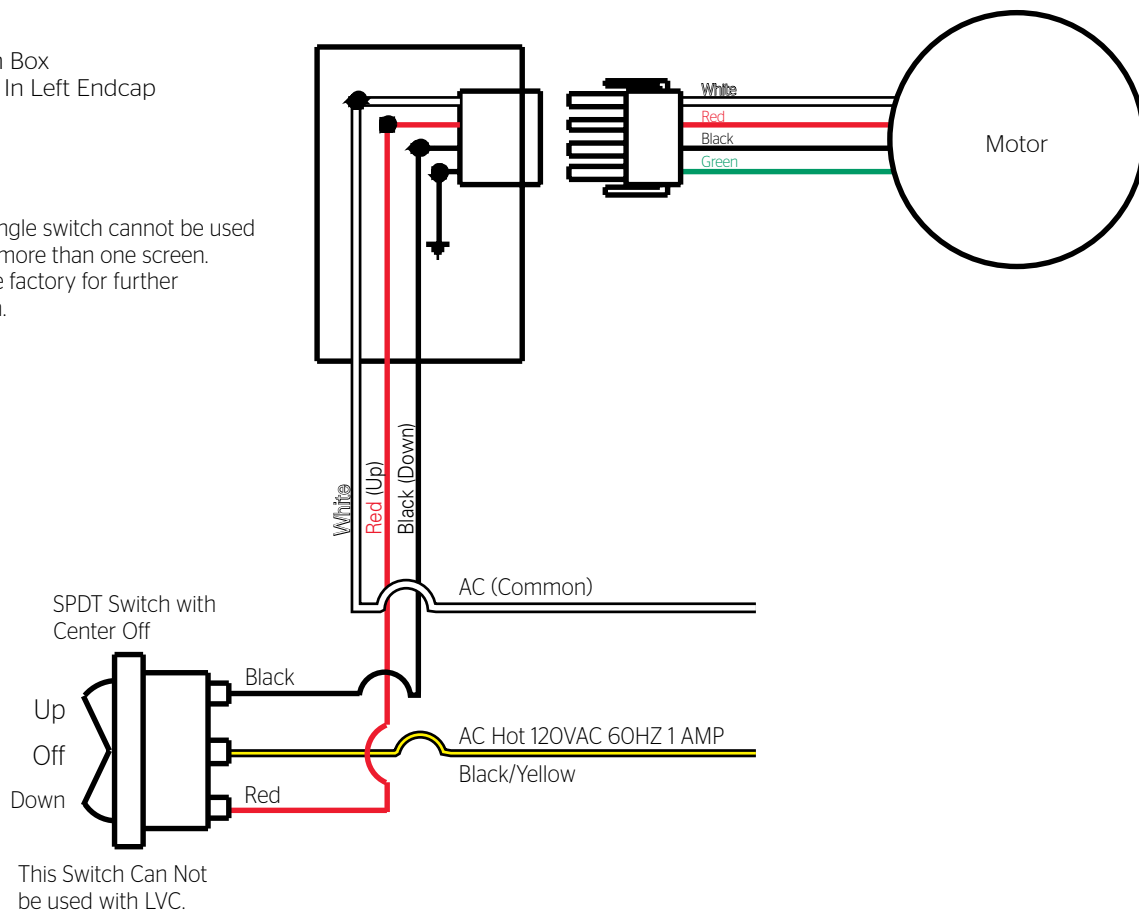 Box
In Left Endcap
switch cannot be used
more than one screen.
factory for further
White
Red
Black
Green
Motor
White
Red (Up)
Black (Down)
AC (Common)
SPDT Switch with
Center Off
Black
Up
Off
Down
AC Hot 120VAC 60HZ 1 AMP
Black/Yellow
Red
This Switch Can Not
be used with LVC.